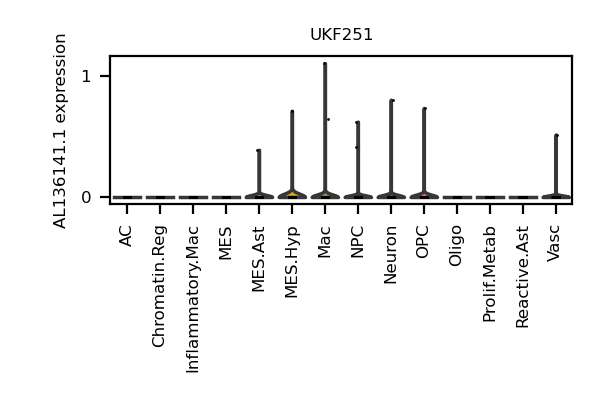 UKF251
AL136141.1 expression
1
0
AC
Chromatin.Reg
Inflammatory.Mac
MES
MES.Ast
MES.Hyp
Mac
NPC
Neuron
OPC
Oligo
Prolif.Metab
Reactive.Ast
Vasc